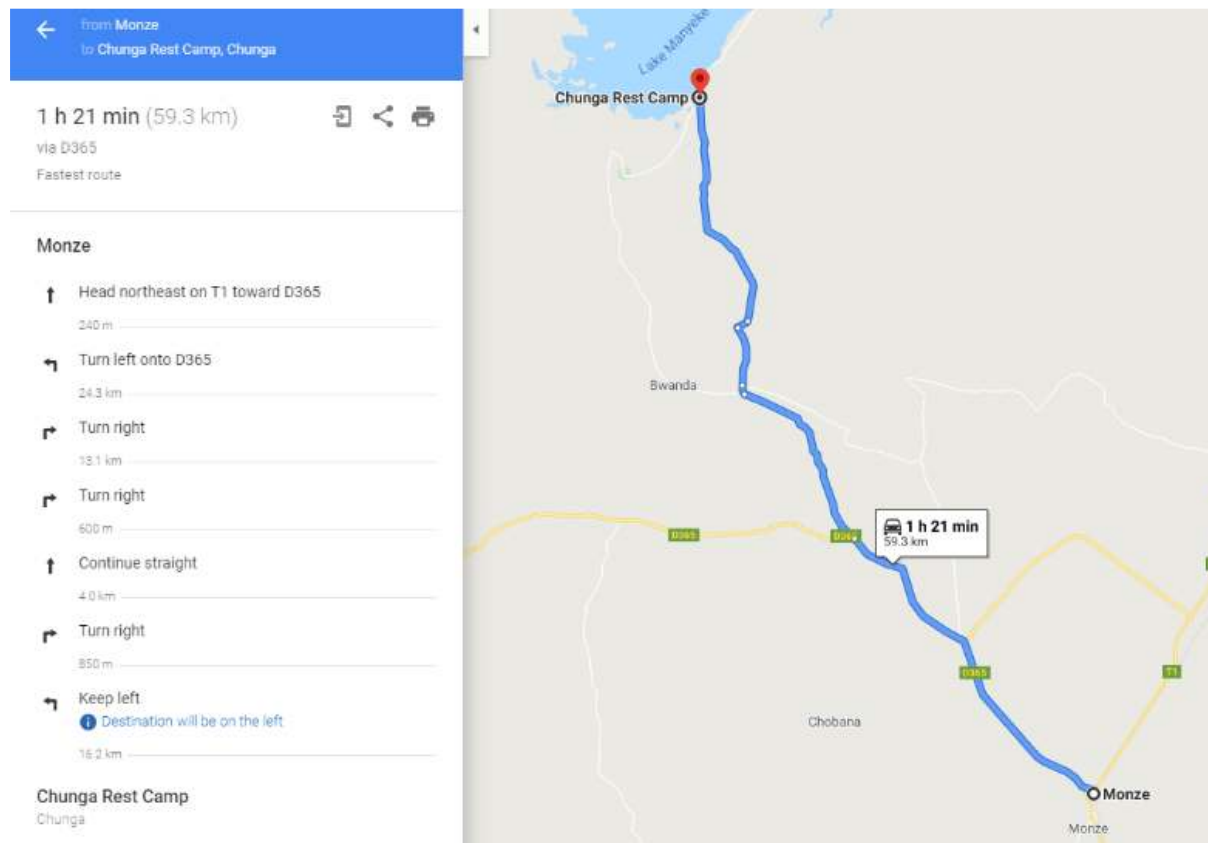 from Monze
to Chunga Rest Camp, Chunga
1 h 21 min (59.3 km)
via D365
Fastest route
Monze
Head northeast on T1 toward D365
240 m
Turn left onto D365
24.3 km
Turn right
13.1 km
Turn right
600 m
Continue straight
4.0 km
Turn right
850 m
Keep left
Destination will be on the left
16.2 km
Chunga Rest Camp
Chunga
Lake Manyeke
Chunga Rest Camp
Bwanda
1 h 21 min
59.3 km
D365
D365
D365
T1
Chobana
Monze
Monze